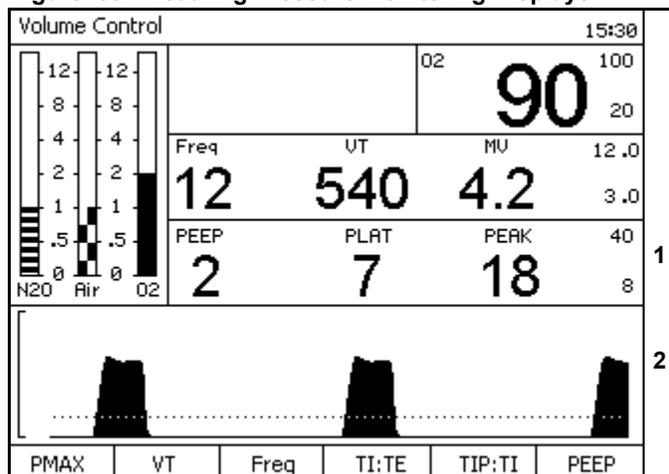 Volume Control 15:30
12 12
8 8
4 4
2 2
1 1
.5 .5
0 0
N2O Air O2
O2 90 100
20
Freq VT MV 12.0
12 540 4.2 3.0
PEEP PLAT PEAK 40
2 7 18 8
1
2
PMAX VT Freq TI:TE TIP:TI PEEP